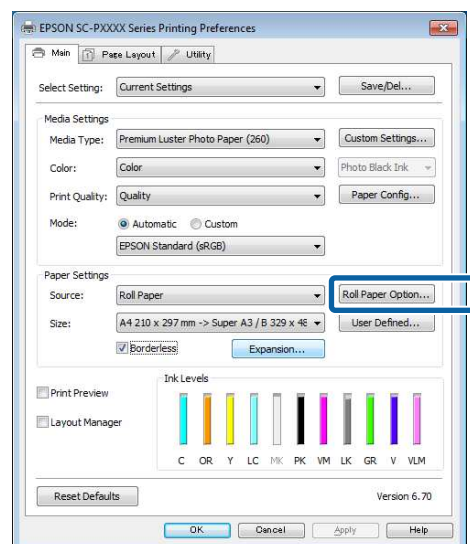 EPSON SC-PXXXX Series Printing Preferences
Main Page Layout Utility
Select Setting: Current Settings Save/Del...
Media Settings
Media Type: Premium Luster Photo Paper (260) Custom Settings...
Color: Color Photo Black Ink
Print Quality: Quality Paper Config...
Mode: Automatic Custom
EPSON Standard (sRGB)
Paper Settings
Source: Roll Paper Roll Paper Option...
Size: A4 210 x 297 mm -> Super A3 / B 329 x 48 User Defined...
Borderless Expansion...
Print Preview
Layout Manager
Ink Levels
C OR Y LC MK PK VM LK GR V VLM
Reset Defaults Version 6.70
OK Cancel Apply Help